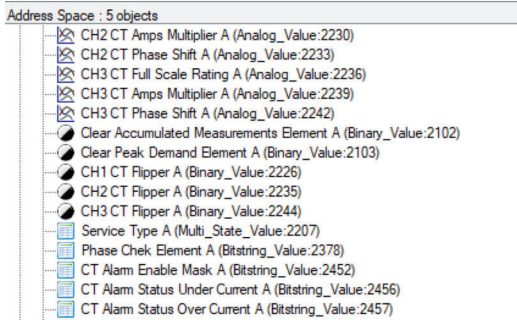 Address Space : 5 objects
CH2 CT Amps Multiplier A (Analog_Value:2230)
CH2 CT Phase Shift A (Analog_Value:2233)
CH3 CT Full Scale Rating A (Analog_Value:2236)
CH3 CT Amps Multiplier A (Analog_Value:2239)
CH3 CT Phase Shift A (Analog_Value:2242)
Clear Accumulated Measurements Element A (Binary_Value:2102)
Clear Peak Demand Element A (Binary_Value:2103)
CH1 CT Flipper A (Binary_Value:2226)
CH2 CT Flipper A (Binary_Value:2235)
CH3 CT Flipper A (Binary_Value:2244)
Service Type A (Multi_State_Value:2207)
Phase Chek Element A (Bitstring_Value:2378)
CT Alarm Enable Mask A (Bitstring_Value:2452)
CT Alarm Status Under Current A (Bitstring_Value:2456)
CT Alarm Status Over Current A (Bitstring_Value:2457)